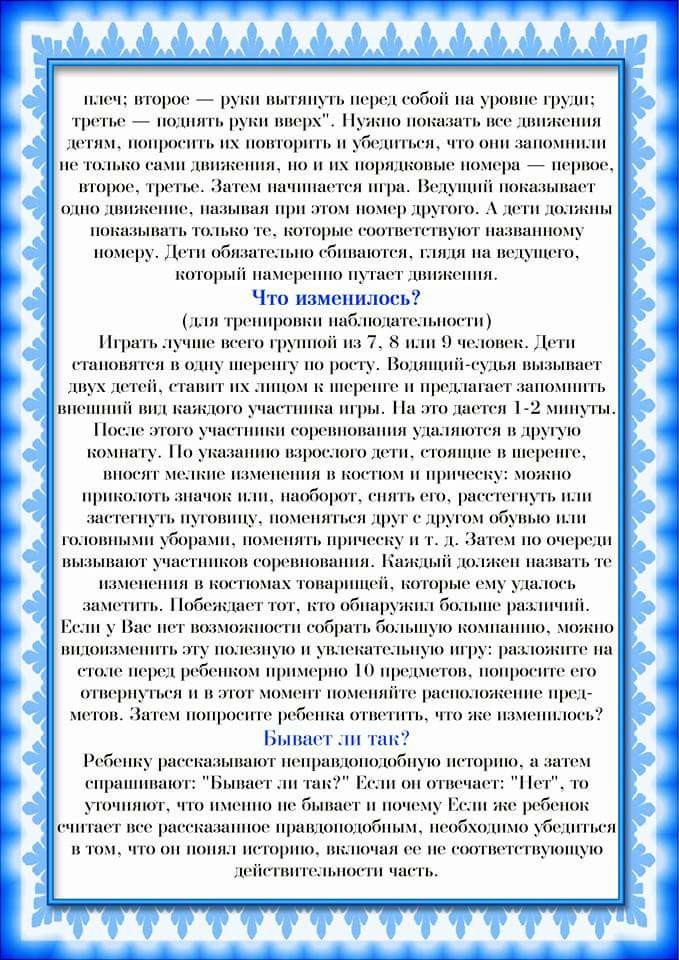 плеч; второе — руки вытянуть перед собой на уровне груди;
третье — поднять руки вверх". Нужно показать все движения
детям, попросить их повторить и убедиться, что они запомнили
не только сами движения, но и их порядковые номера — первое,
второе, третье. Затем начинается игра. Ведущий показывает
одно движение, называя при этом номер другого. А дети должны
показывать только те, которые соответствуют названному
номеру. Дети обязательно сбиваются, глядя на ведущего,
который намеренно путает движения.
Что изменилось?
(для тренировки наблюдательности)
Играть лучше всего группой из 7, 8 или 9 человек. Дети
становятся в одну шеренгу по росту. Водящий-судья вызывает
двух детей, ставит их лицом к шеренге и предлагает запомнить
внешний вид каждого участника игры. На это дается 1-2 минуты.
После этого участники соревнования удаляются в другую
комнату. По указанию взрослого дети, стоящие в шеренге,
вносят мелкие изменения в костюм и прическу: можно
приколоть значок или, наоборот, снять его, расстегнуть или
застегнуть пуговицу, поменяться друг с другом обувью или
головными уборами, поменять прическу и т. д. Затем по очереди
вызывают участников соревнования. Каждый должен назвать те
изменения в костюмах товарищей, которые ему удалось
заметить. Побеждает тот, кто обнаружил больше различий.
Если у Вас нет возможности собрать большую компанию, можно
видоизменить эту полезную и увлекательную игру: разложите на
столе перед ребенком примерно 10 предметов, попросите его
отвернуться и в этот момент поменяйте расположение пред-
метов. Затем попросите ребенка ответить, что же изменилось?
Бывает ли так?
Ребенку рассказывают неправдоподобную историю, а затем
спрашивают: "Бывает ли так?" Если он отвечает: "Нет", то
уточняют, что именно не бывает и почему Если же ребенок
считает все рассказанное правдоподобным, необходимо убедиться
в том, что он понял историю, включая ее не соответствующую
действительности часть.